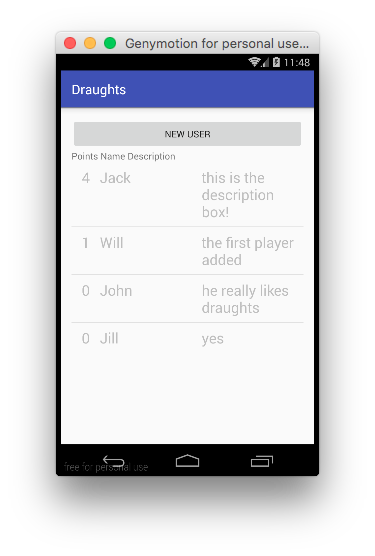 Genymotion for personal use...
11:48
Draughts
NEW USER
Points Name Description
4 Jack this is the
description
box!
1 Will the first player
added
0 John he really likes
draughts
0 Jill yes
free for personal use